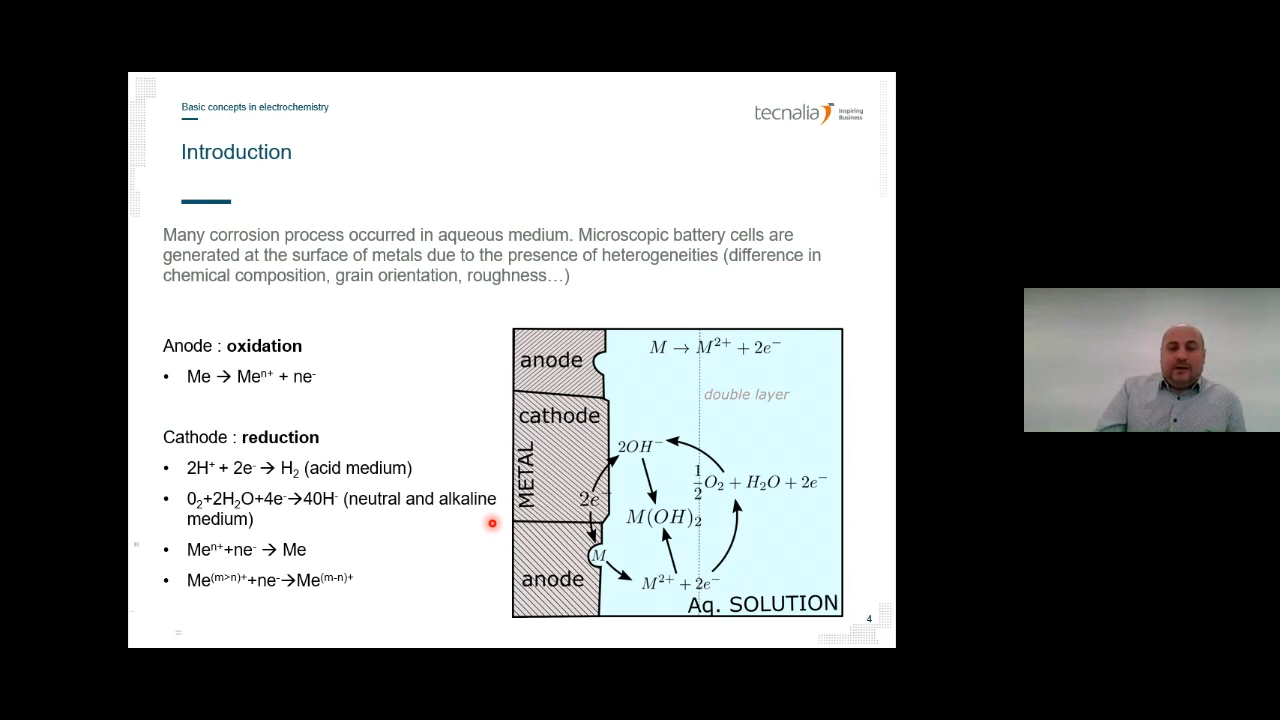 Basic concepts in electrochemistry
tecnalia Inspiring Business
Introduction
Many corrosion process occurred in aqueous medium. Microscopic battery cells are
generated at the surface of metals due to the presence of heterogeneities (difference in
chemical composition, grain orientation, roughness…)
Anode : oxidation
• Me → Meⁿ⁺ + ne⁻
Cathode : reduction
• 2H⁺ + 2e⁻ → H₂ (acid medium)
• 0₂+2H₂O+4e⁻→40H⁻ (neutral and alkaline
medium)
• Meⁿ⁺+ne⁻ → Me
• Me⁽ᵐ﹥ⁿ⁾⁺+ne⁻→Me⁽ᵐ⁻ⁿ⁾⁺
anode
M → M²⁺ + 2e⁻
double layer
cathode
METAL
2OH⁻
½O₂ + H₂O + 2e⁻
2e⁻
M(OH)₂
M
anode
M²⁺ + 2e⁻
Aq. SOLUTION
4